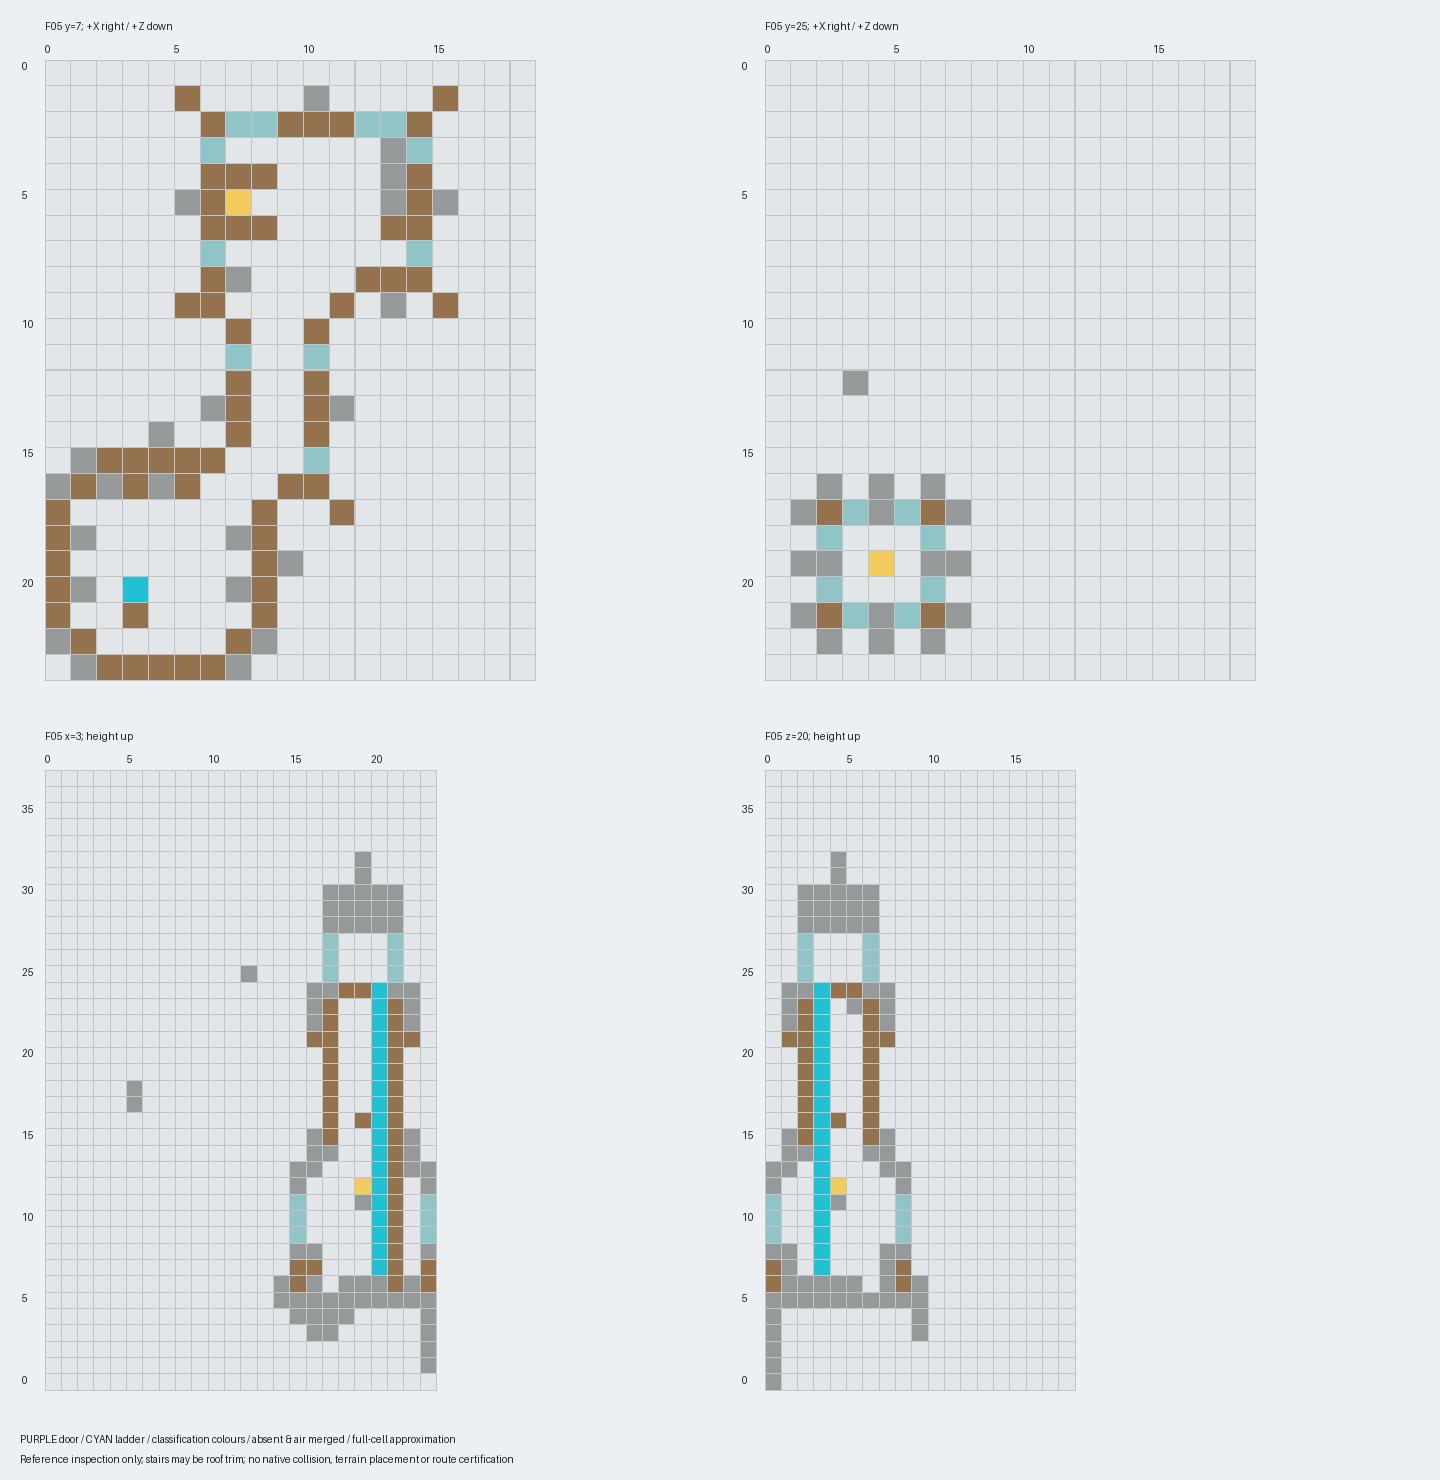 F05 y=7; +X right / +Z down
F05 y=25; +X right / +Z down
0 5 10 15
0 5 10 15
0
0
5
5
10
10
15
15
20
20
F05 x=3; height up
F05 z=20; height up
0 5 10 15 20
0 5 10 15
35
35
30
30
25
25
20
20
15
15
10
10
5
5
0
0
PURPLE door / CYAN ladder / classification colours / absent & air merged / full-cell approximation
Reference inspection only; stairs may be roof trim; no native collision, terrain placement or route certification